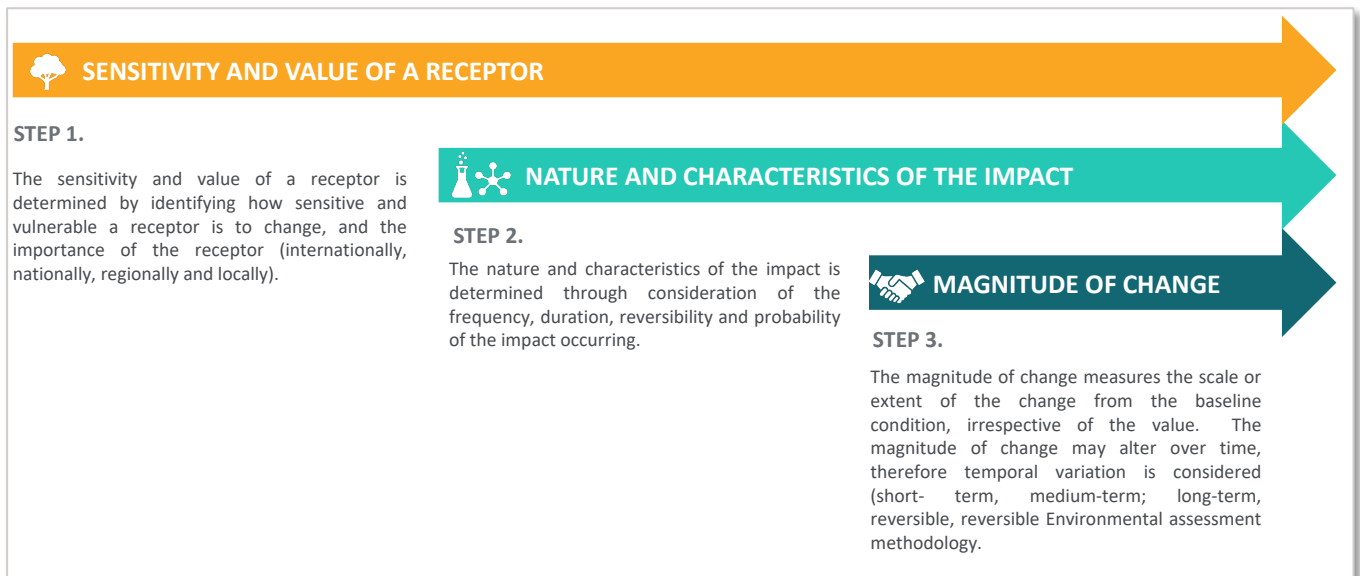 SENSITIVITY AND VALUE OF A RECEPTOR
STEP 1.
The sensitivity and value of a receptor is
determined by identifying how sensitive and
vulnerable a receptor is to change, and the
importance of the receptor (internationally,
nationally, regionally and locally).
NATURE AND CHARACTERISTICS OF THE IMPACT
STEP 2.
The nature and characteristics of the impact is
determined through consideration of the
frequency, duration, reversibility and probability
of the impact occurring.
MAGNITUDE OF CHANGE
STEP 3.
The magnitude of change measures the scale or
extent of the change from the baseline
condition, irrespective of the value. The
magnitude of change may alter over time,
therefore temporal variation is considered
(short- term, medium-term; long-term,
reversible, reversible Environmental assessment
methodology.